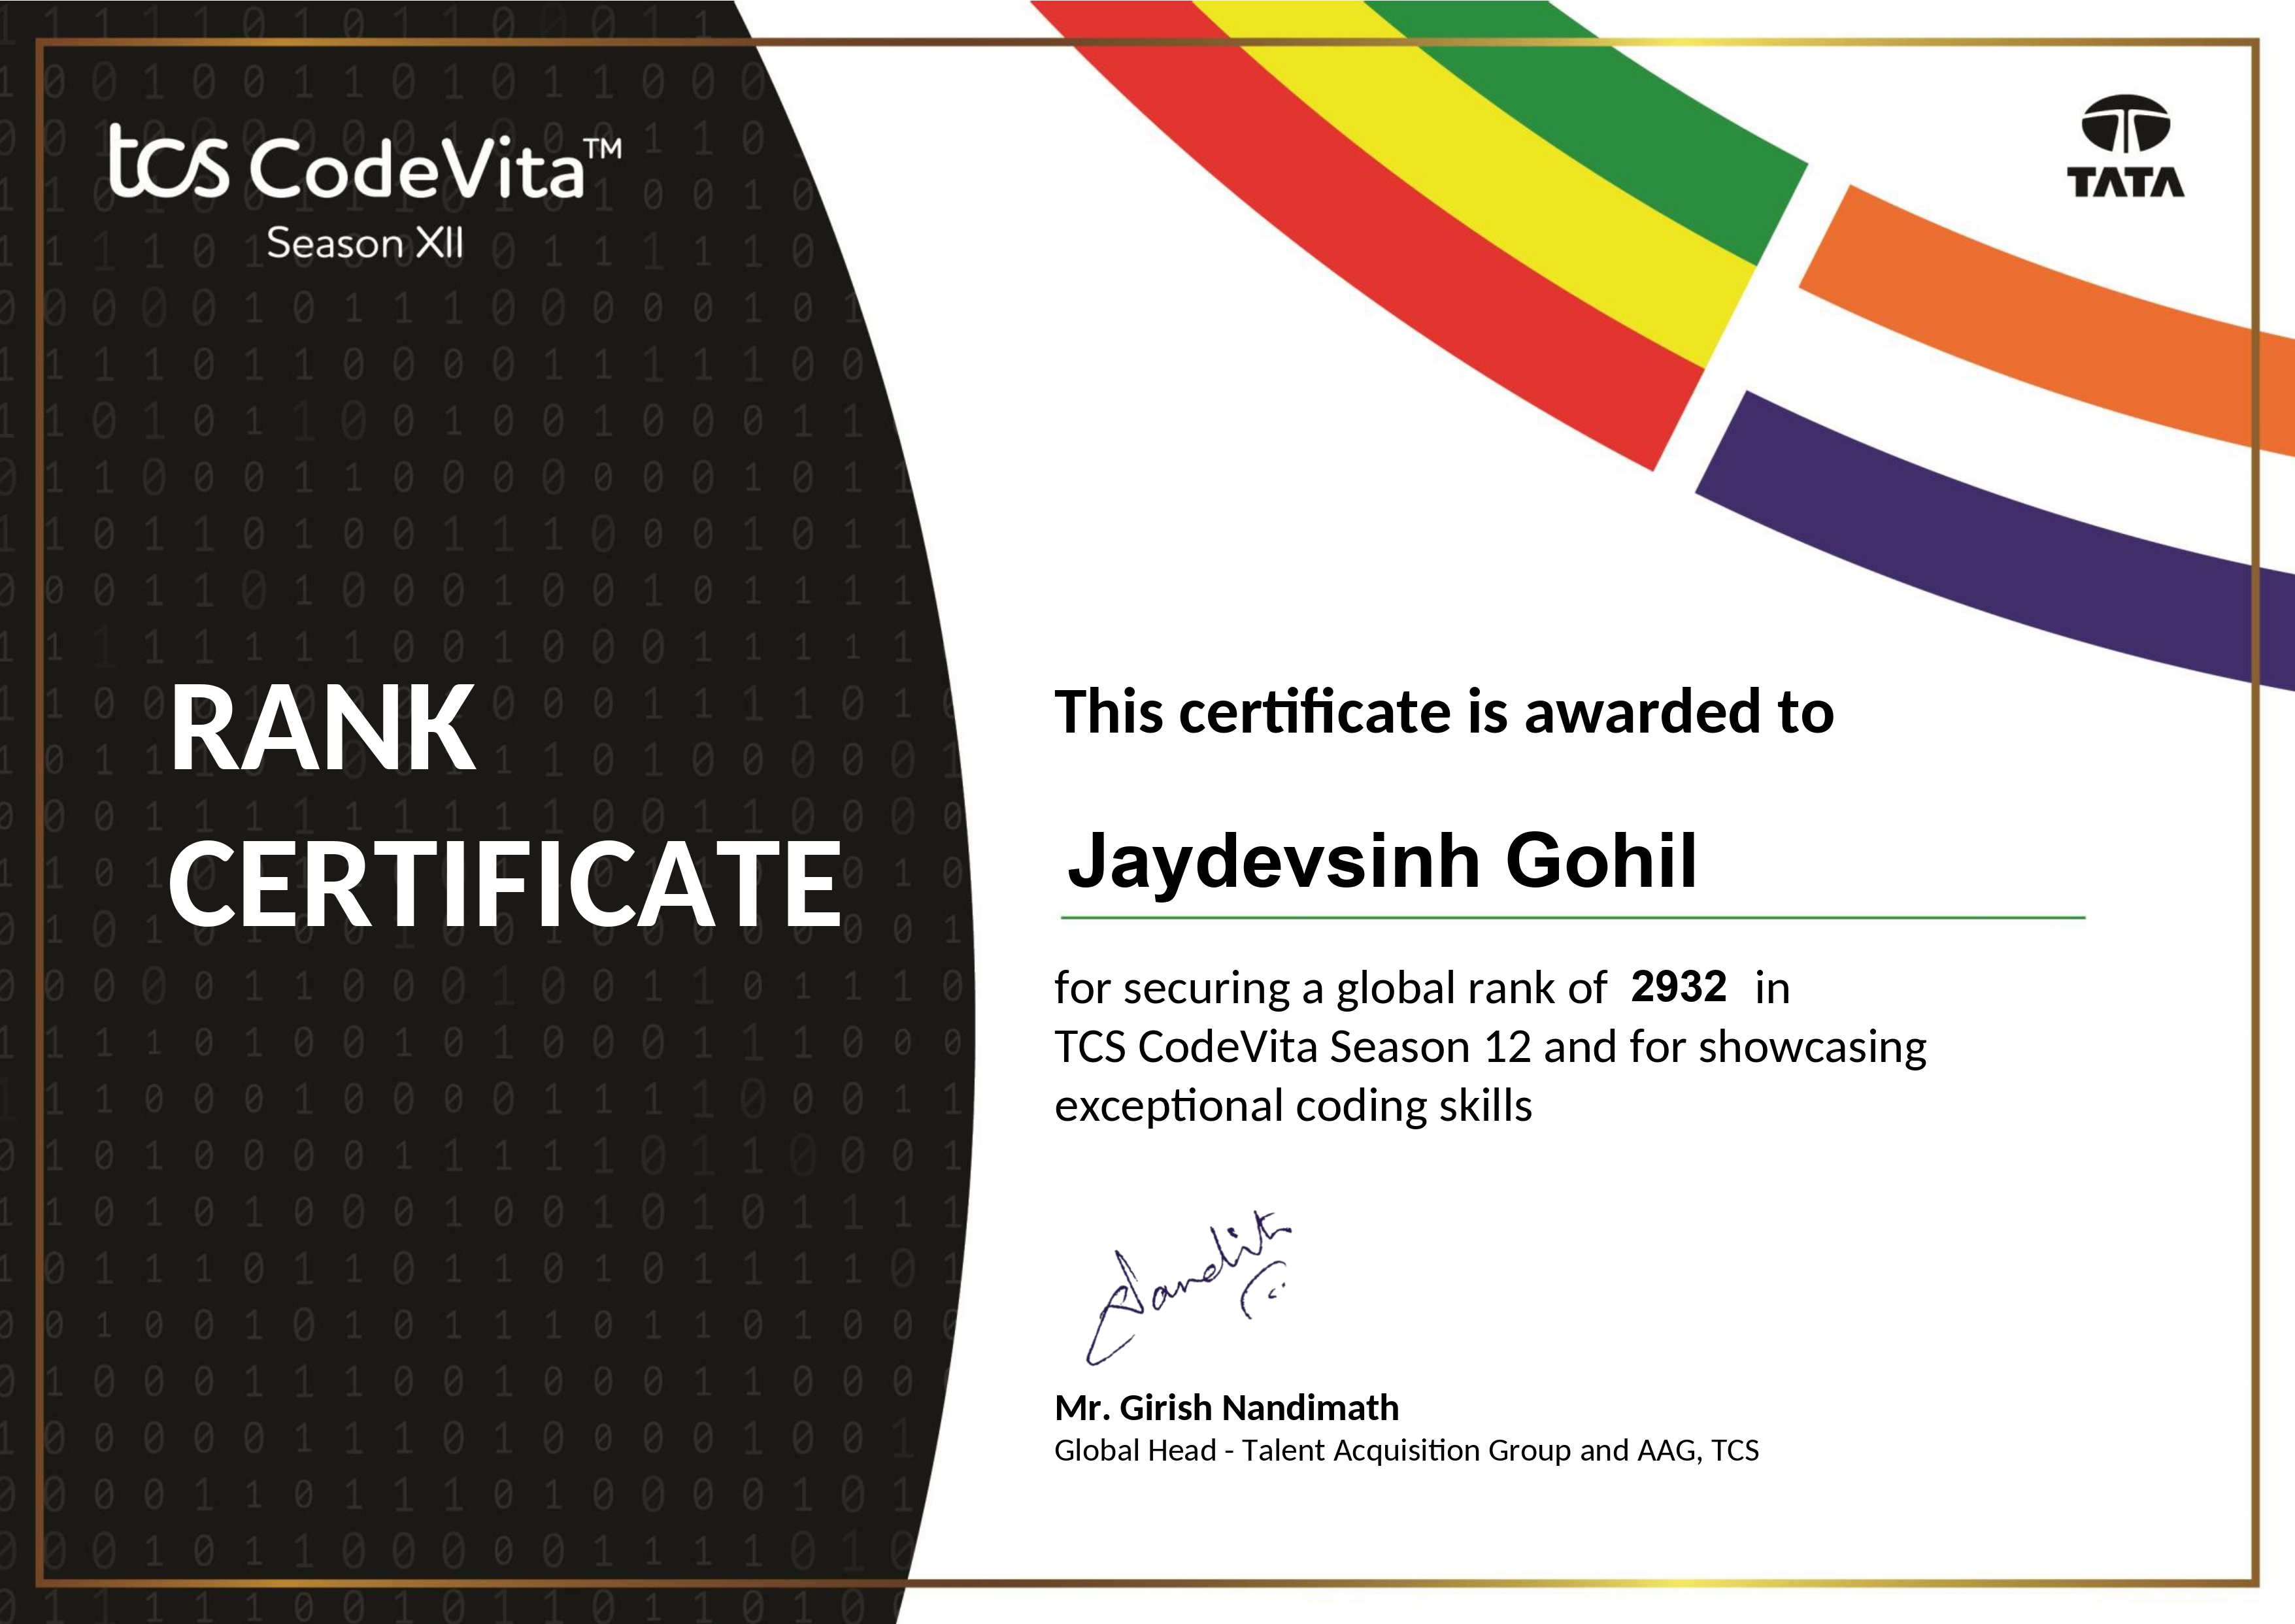 tcs CodeVita™
Season XII
TATA
RANK
CERTIFICATE
This certificate is awarded to
Jaydevsinh Gohil
for securing a global rank of 2932 in
TCS CodeVita Season 12 and for showcasing
exceptional coding skills
Mr. Girish Nandimath
Global Head - Talent Acquisition Group and AAG, TCS